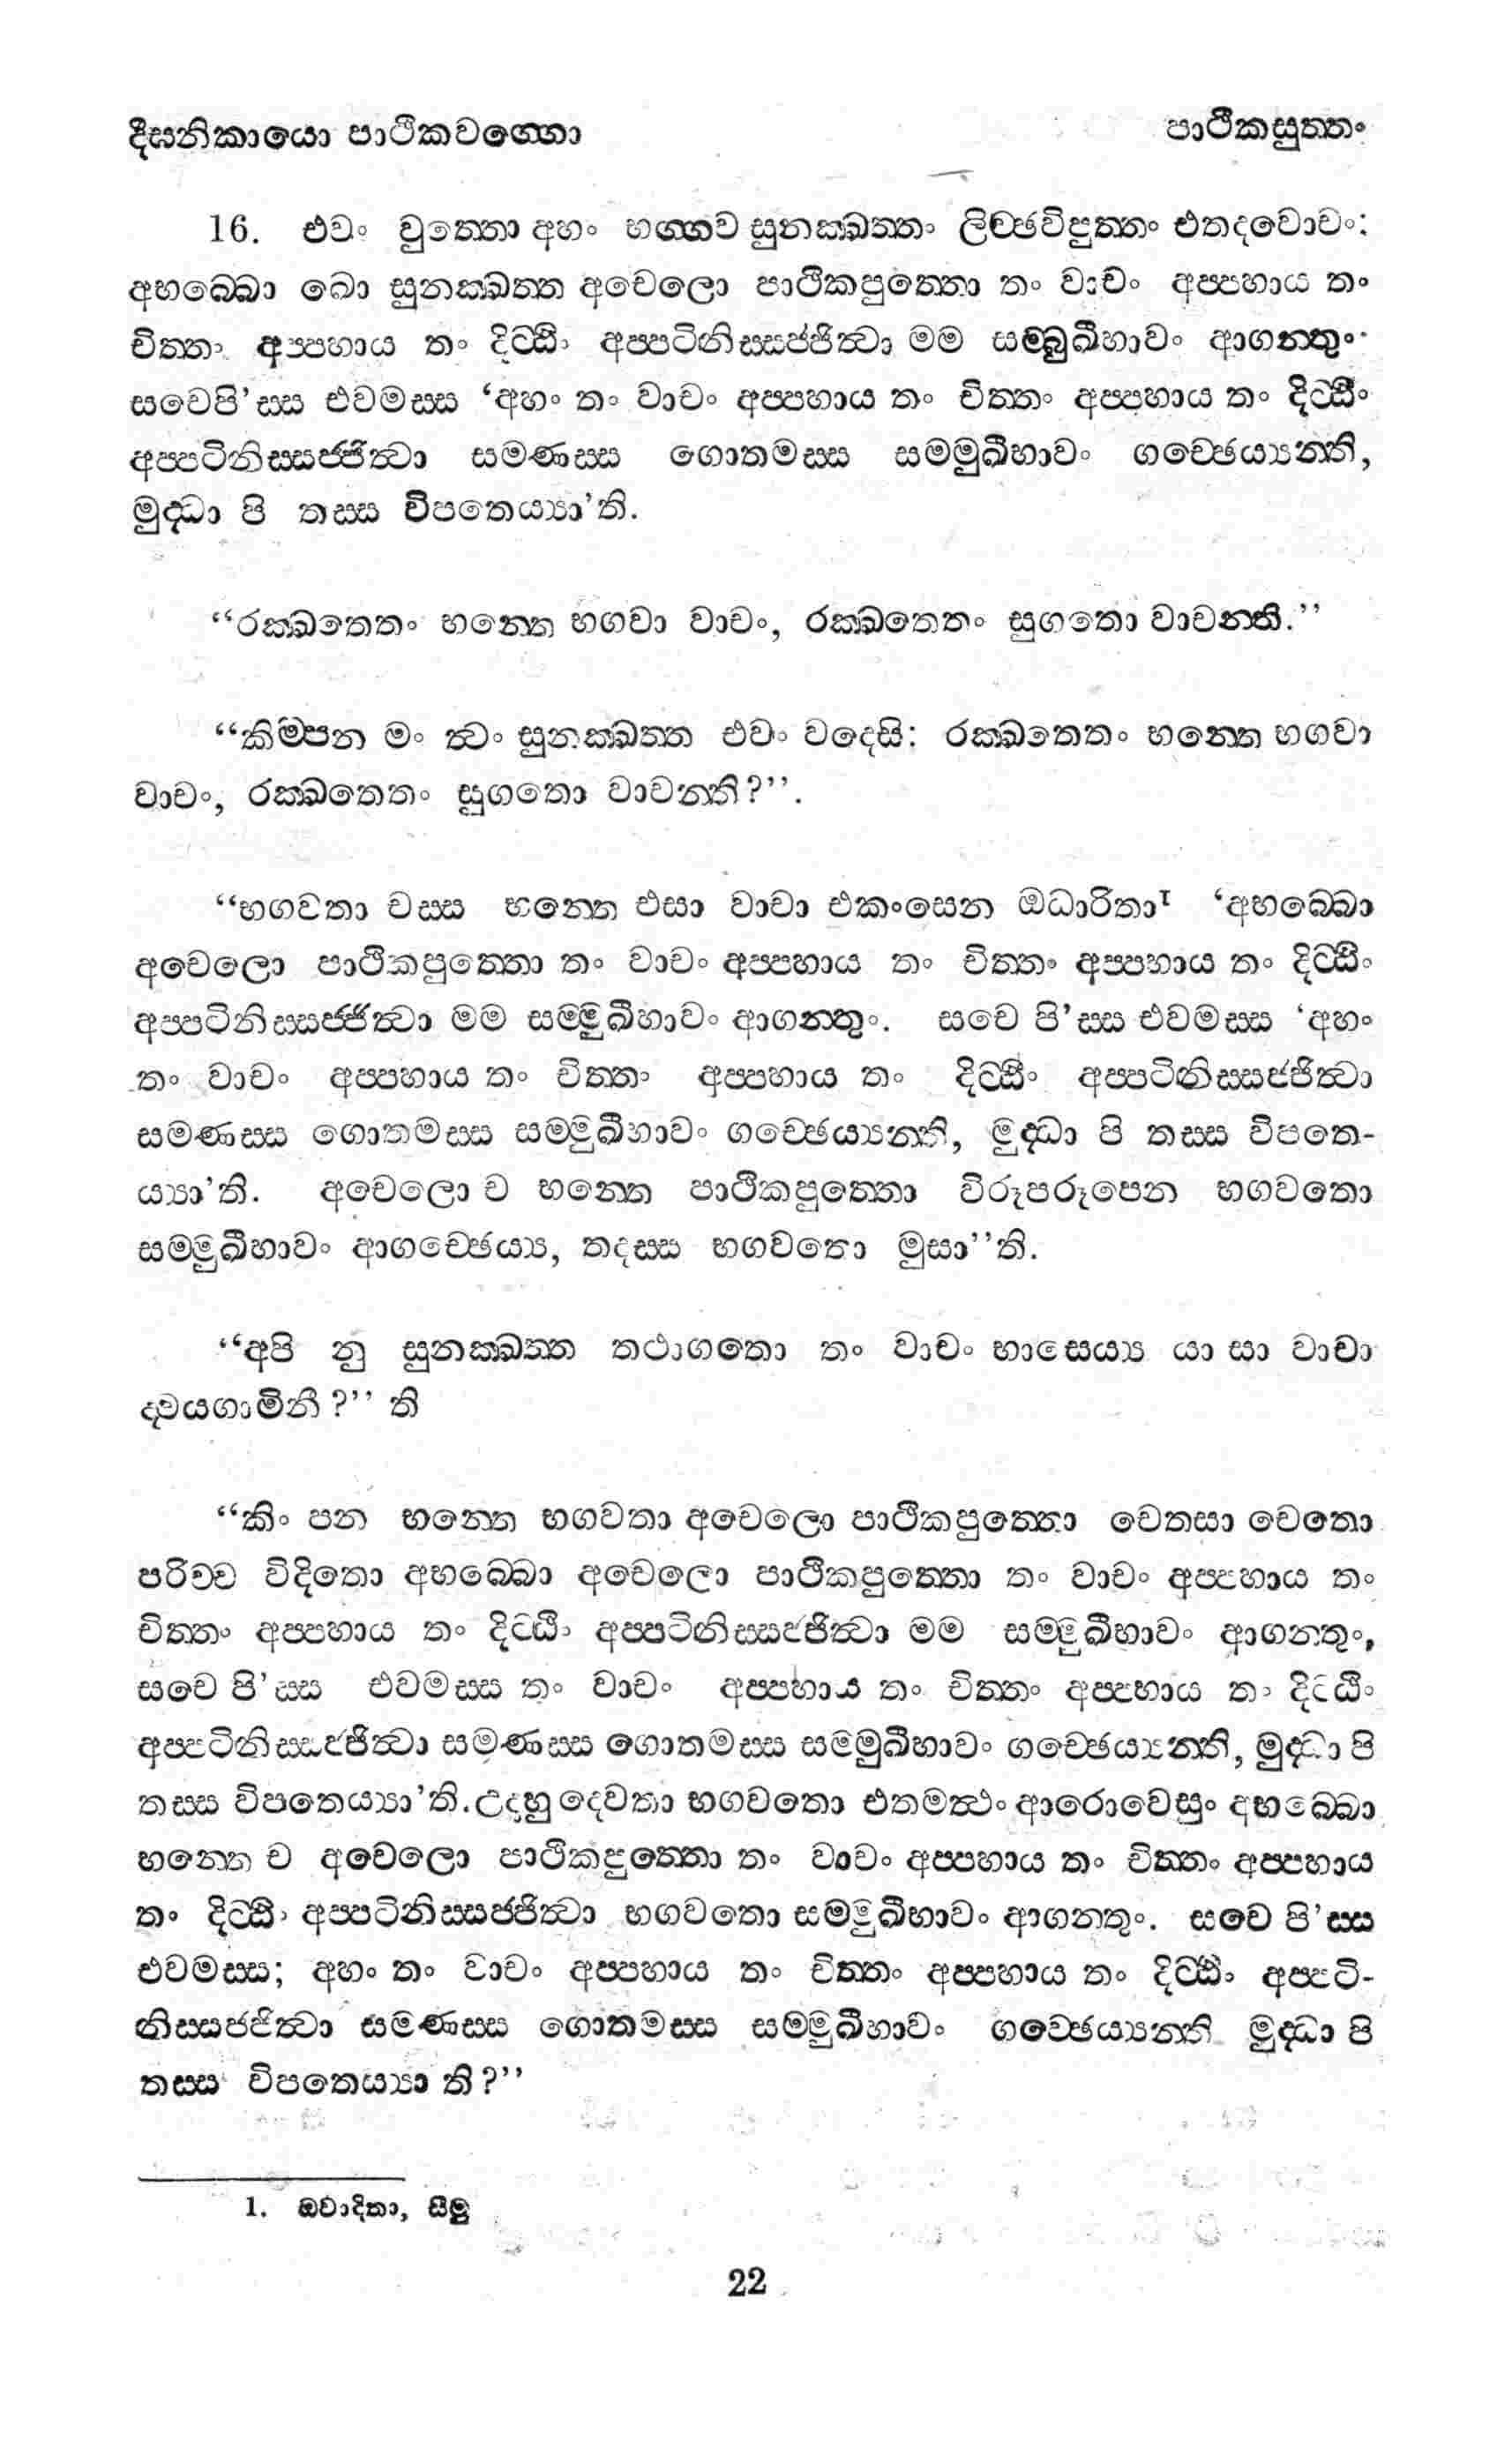 දීඝනිකායො පාථිකවග්ගො
පාථිකසුත්තං
16. එවං වුත්තො අහං භග්ගව සුනක්ඛත්තං ලිච්ඡවිපුත්තං එතදවොචං:
අභබ්බො ඛො සුනක්ඛත්ත අචෙලො පාථිකපුත්තො තං වාචං අප්පහාය තං
චිත්තං අප්පහාය තං දිට්ඨිං අප්පටිනිස්සජ්ජිත්වා මම සම්මුඛීභාවං ආගන්තුං.
සචෙපි’ස්ස එවමස්ස ‘අහං තං වාචං අප්පහාය තං චිත්තං අප්පහාය තං දිට්ඨිං
අප්පටිනිස්සජ්ජිත්වා සමණස්ස ගොතමස්ස සම්මුඛීභාවං ගච්ඡෙය්‍යන්ති,
මුද්ධා පි තස්ස විපතෙය්‍යා’ති.
“රක්ඛතෙතං භන්තෙ භගවා වාචං, රක්ඛතෙතං සුගතො වාචන්ති.”
“කිම්පන මං ත්වං සුනක්ඛත්ත එවං වදෙසි: රක්ඛතෙතං භන්තෙ භගවා
වාචං, රක්ඛතෙතං සුගතො වාචන්ති?”.
“භගවතා චස්ස භන්තෙ එසා වාචා එකංසෙන ඔධාරිතා¹ ‘අභබ්බො
අචෙලො පාථිකපුත්තො තං වාචං අප්පහාය තං චිත්තං අප්පහාය තං දිට්ඨිං
අප්පටිනිස්සජ්ජිත්වා මම සම්මුඛීභාවං ආගන්තුං. සචෙ පි’ස්ස එවමස්ස ‘අහං
තං වාචං අප්පහාය තං චිත්තං අප්පහාය තං දිට්ඨිං අප්පටිනිස්සජ්ජිත්වා
සමණස්ස ගොතමස්ස සම්මුඛීභාවං ගච්ඡෙය්‍යන්ති, මුද්ධා පි තස්ස විපතෙ-
ය්‍යා’ති. අචෙලො ච භන්තෙ පාථිකපුත්තො විරූපරූපෙන භගවතො
සම්මුඛීභාවං ආගච්ඡෙය්‍ය, තදස්ස භගවතො මුසා”ති.
“අපි නු සුනක්ඛත්ත තථාගතො තං වාචං භාසෙය්‍ය යා සා වාචා
ද්වයගාමිනී?” ති
“කිං පන භන්තෙ භගවතා අචෙලො පාථිකපුත්තො චෙතසා චෙතො
පරිච්ච විදිතො අභබ්බො අචෙලො පාථිකපුත්තො තං වාචං අප්පහාය තං
චිත්තං අප්පහාය තං දිට්ඨිං අප්පටිනිස්සජ්ජිත්වා මම සම්මුඛීභාවං ආගන්තුං,
සචෙ පි’ස්ස එවමස්ස තං වාචං අප්පහාය තං චිත්තං අප්පහාය තං දිට්ඨිං
අප්පටිනිස්සජ්ජිත්වා සමණස්ස ගොතමස්ස සම්මුඛීභාවං ගච්ඡෙය්‍යන්ති, මුද්ධා පි
තස්ස විපතෙය්‍යා’ති. උදාහු දෙවතා භගවතො එතමත්ථං ආරොචෙසුං අභබ්බො
භන්තෙ ච අචෙලො පාථිකපුත්තො තං වාචං අප්පහාය තං චිත්තං අප්පහාය
තං දිට්ඨිං අප්පටිනිස්සජ්ජිත්වා භගවතො සම්මුඛීභාවං ආගන්තුං. සචෙ පි’ස්ස
එවමස්ස; අහං තං වාචං අප්පහාය තං චිත්තං අප්පහාය තං දිට්ඨිං අප්පටි-
නිස්සජ්ජිත්වා සමණස්ස ගොතමස්ස සම්මුඛීභාවං ගච්ඡෙය්‍යන්ති මුද්ධා පි
තස්ස විපතෙය්‍යා ති?”
1. ඔවාදිතා, සීමු
22